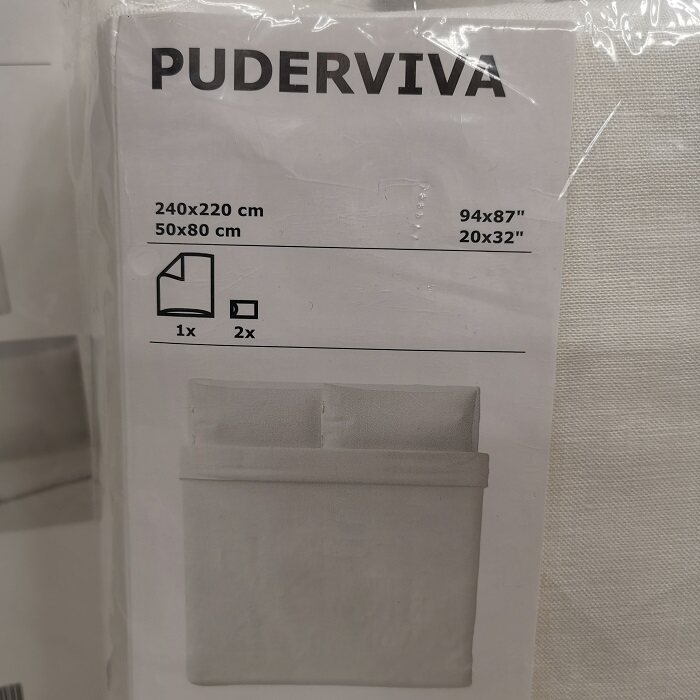 PUDERVIVA
240x220 cm 94x87"
50x80 cm 20x32"
1x 2x